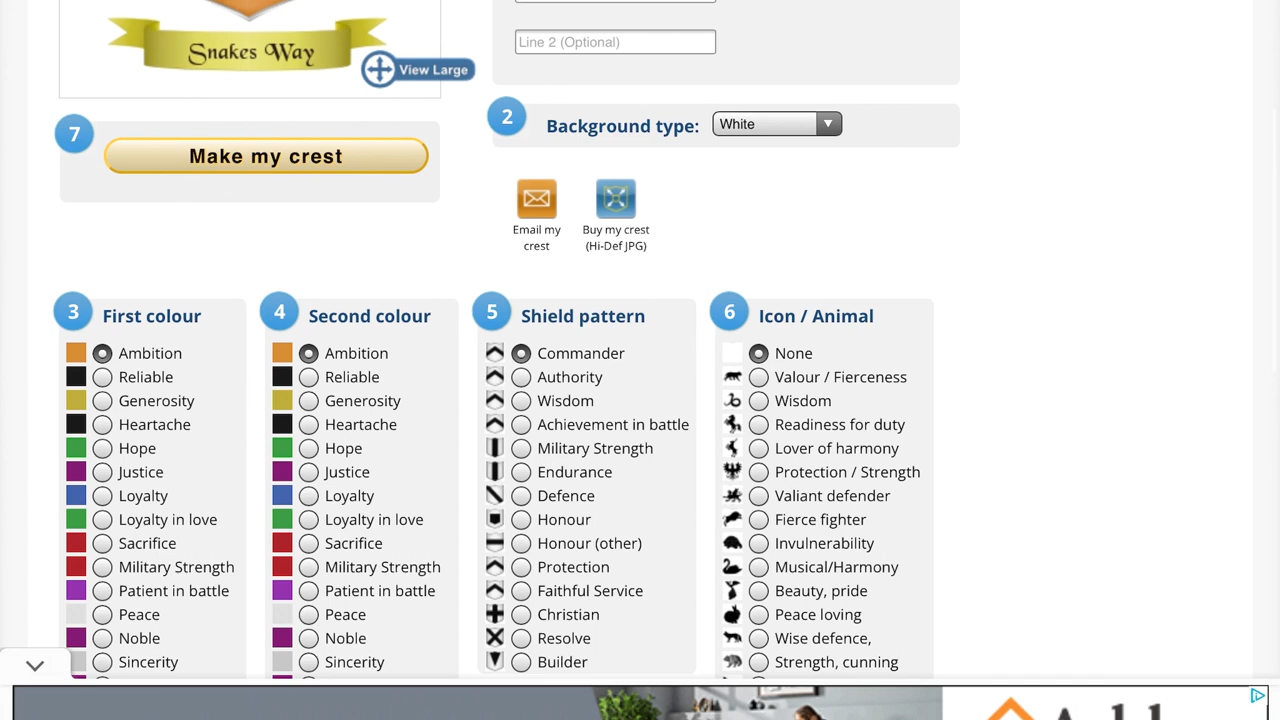 Snakes Way
View Large
Line 2 (Optional)
7
Make my crest
2
Background type:
White
Email my
crest
Buy my crest
(Hi-Def JPG)
3
First colour
Ambition
Reliable
Generosity
Heartache
Hope
Justice
Loyalty
Loyalty in love
Sacrifice
Military Strength
Patient in battle
Peace
Noble
Sincerity
4
Second colour
Ambition
Reliable
Generosity
Heartache
Hope
Justice
Loyalty
Loyalty in love
Sacrifice
Military Strength
Patient in battle
Peace
Noble
Sincerity
5
Shield pattern
Commander
Authority
Wisdom
Achievement in battle
Military Strength
Endurance
Defence
Honour
Honour (other)
Protection
Faithful Service
Christian
Resolve
Builder
6
Icon / Animal
None
Valour / Fierceness
Wisdom
Readiness for duty
Lover of harmony
Protection / Strength
Valiant defender
Fierce fighter
Invulnerability
Musical/Harmony
Beauty, pride
Peace loving
Wise defence,
Strength, cunning